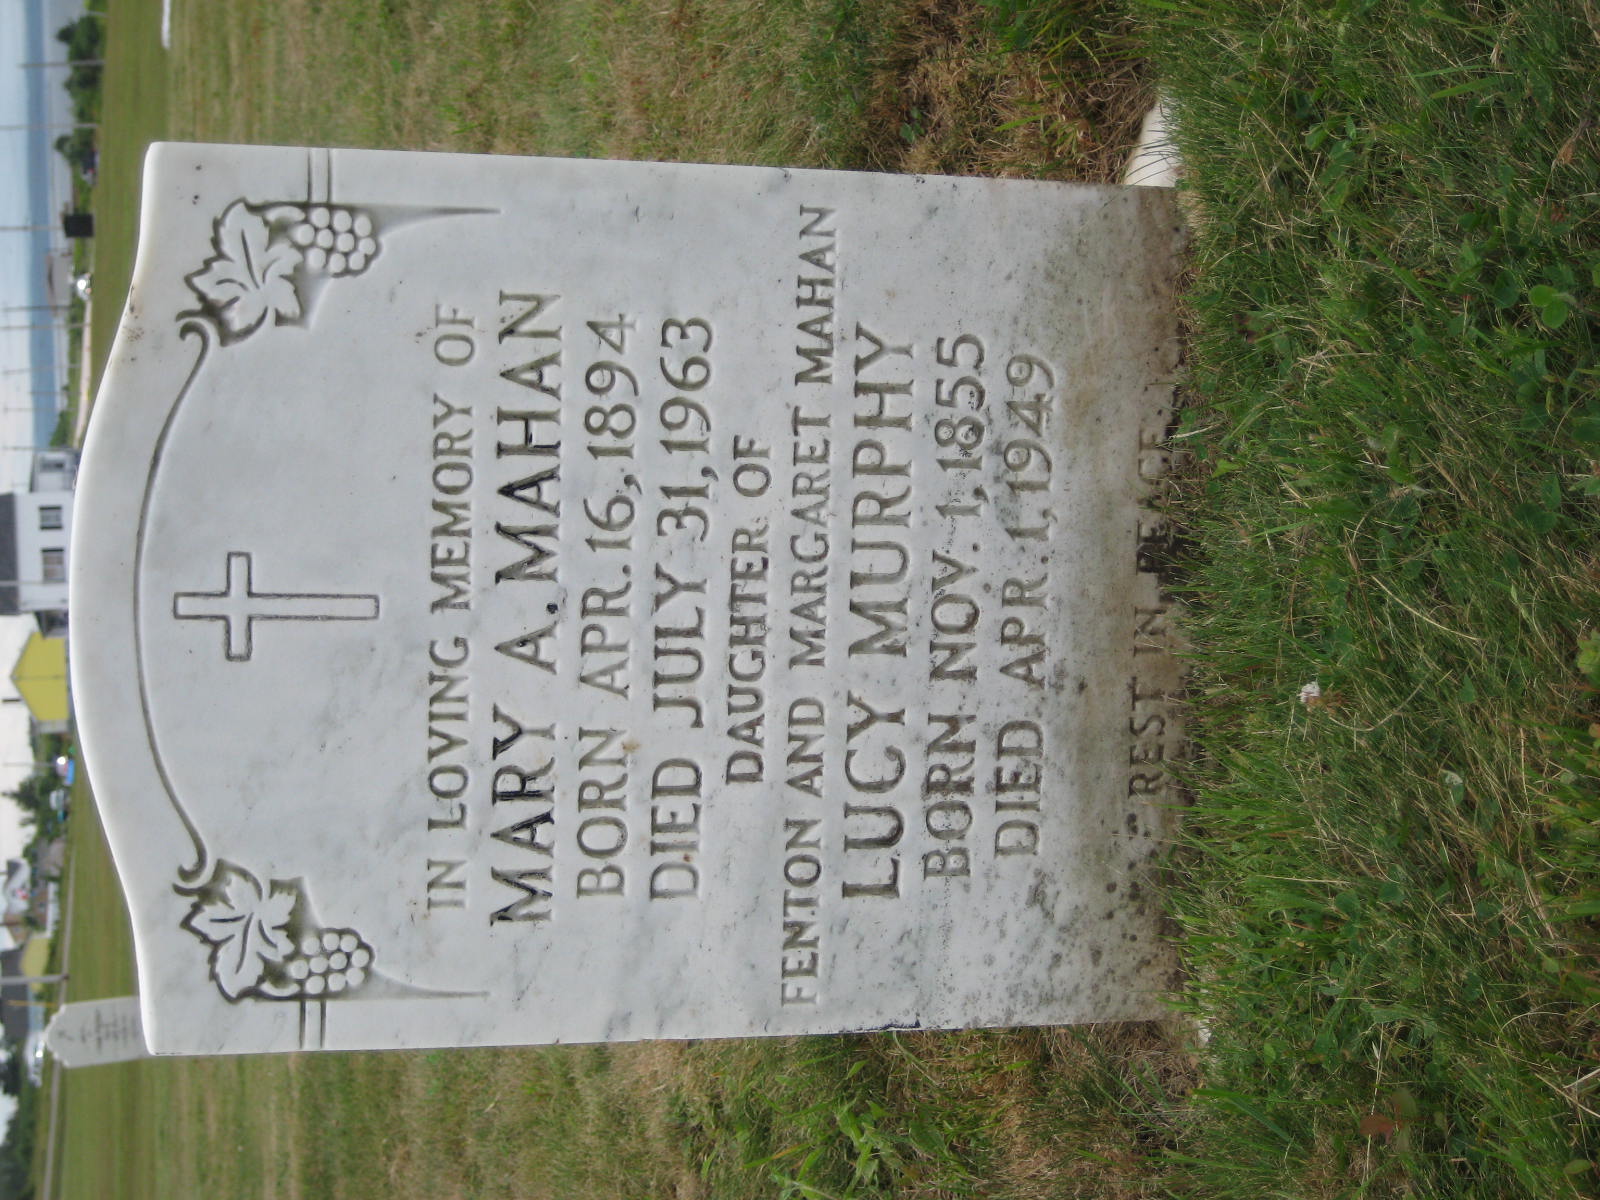 IN LOVING MEMORY OF
MARY A. MAHAN
BORN APR. 16, 1894
DIED JULY 31, 1963
DAUGHTER OF
FENTON AND MARGARET MAHAN
LUCY MURPHY
BORN NOV. 1, 1855
DIED APR. 1, 1949
REST IN PEACE